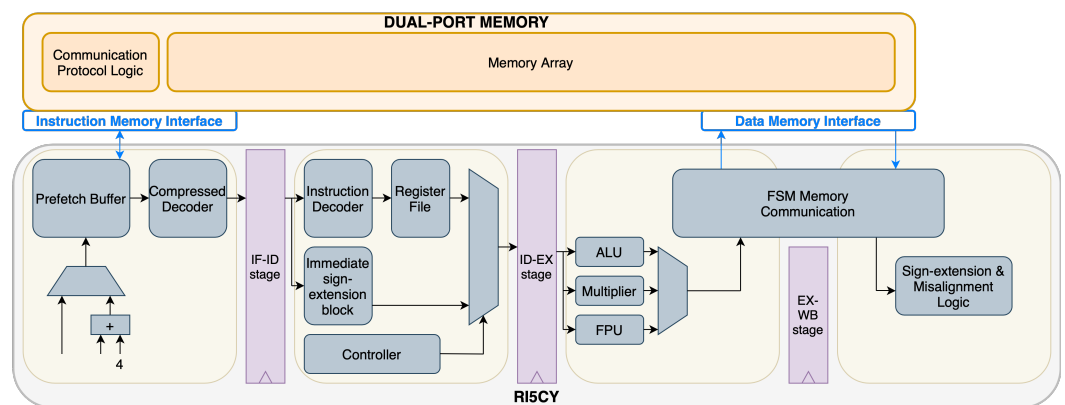 DUAL-PORT MEMORY
Communication
Protocol Logic
Memory Array
Instruction Memory Interface
Data Memory Interface
Prefetch Buffer
Compressed
Decoder
IF-ID
stage
Instruction
Decoder
Register
File
Immediate
sign-
extension
block
Controller
ID-EX
stage
ALU
Multiplier
FPU
FSM Memory
Communication
EX-
WB
stage
Sign-extension &
Misalignment
Logic
+
4
RI5CY